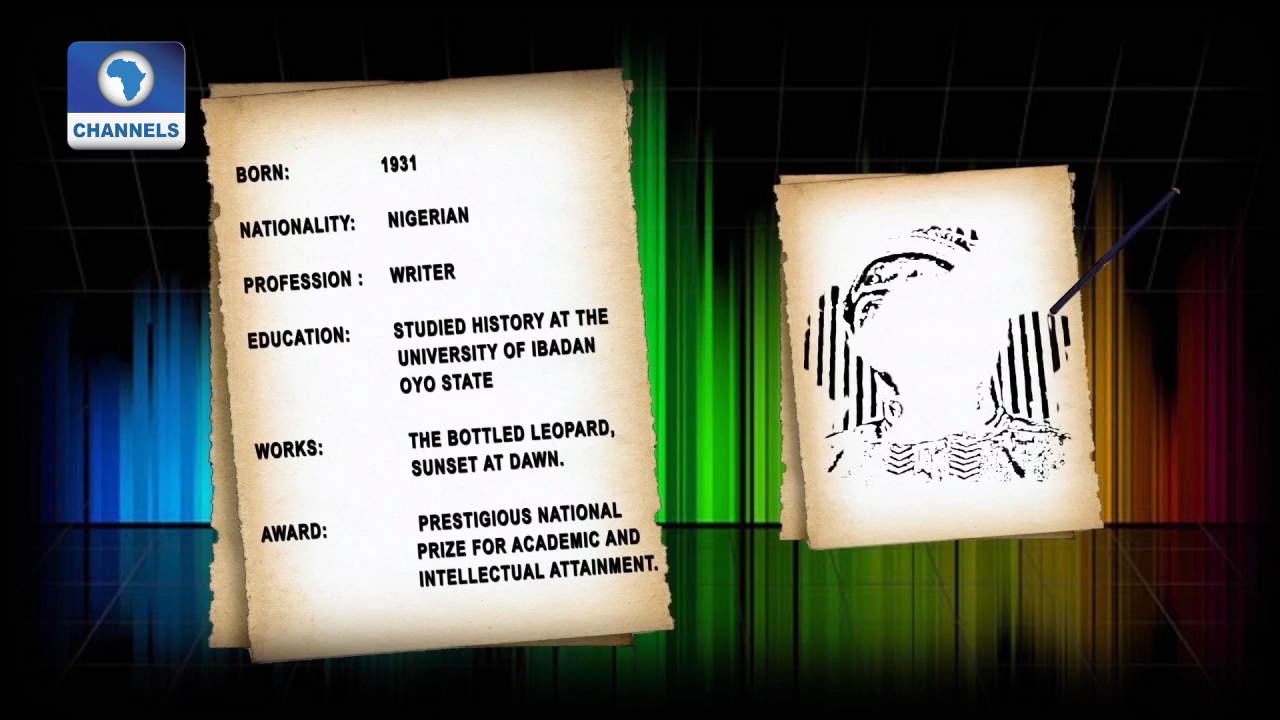 CHANNELS
BORN: 1931
NATIONALITY: NIGERIAN
PROFESSION : WRITER
EDUCATION: STUDIED HISTORY AT THE
UNIVERSITY OF IBADAN
OYO STATE
WORKS: THE BOTTLED LEOPARD,
SUNSET AT DAWN.
AWARD: PRESTIGIOUS NATIONAL
PRIZE FOR ACADEMIC AND
INTELLECTUAL ATTAINMENT.